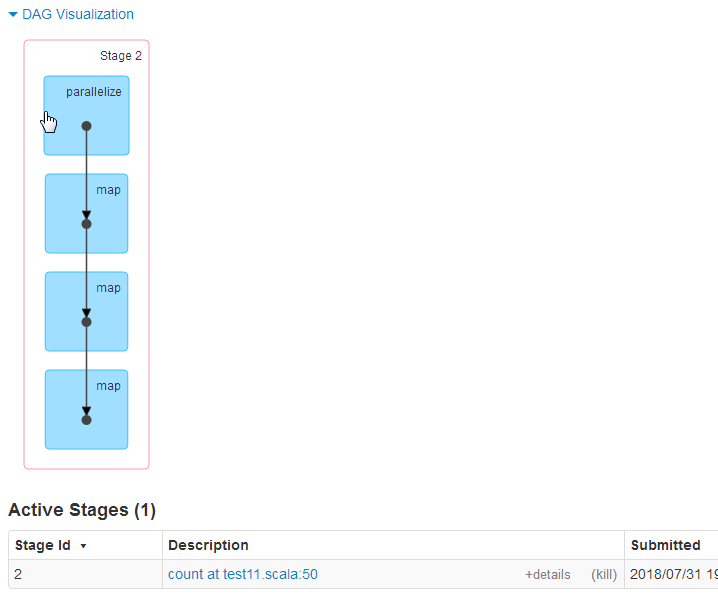 DAG Visualization
Stage 2
parallelize
map
map
map
Active Stages (1)
Stage Id Description Submitted
2 count at test11.scala:50 +details (kill) 2018/07/31 19